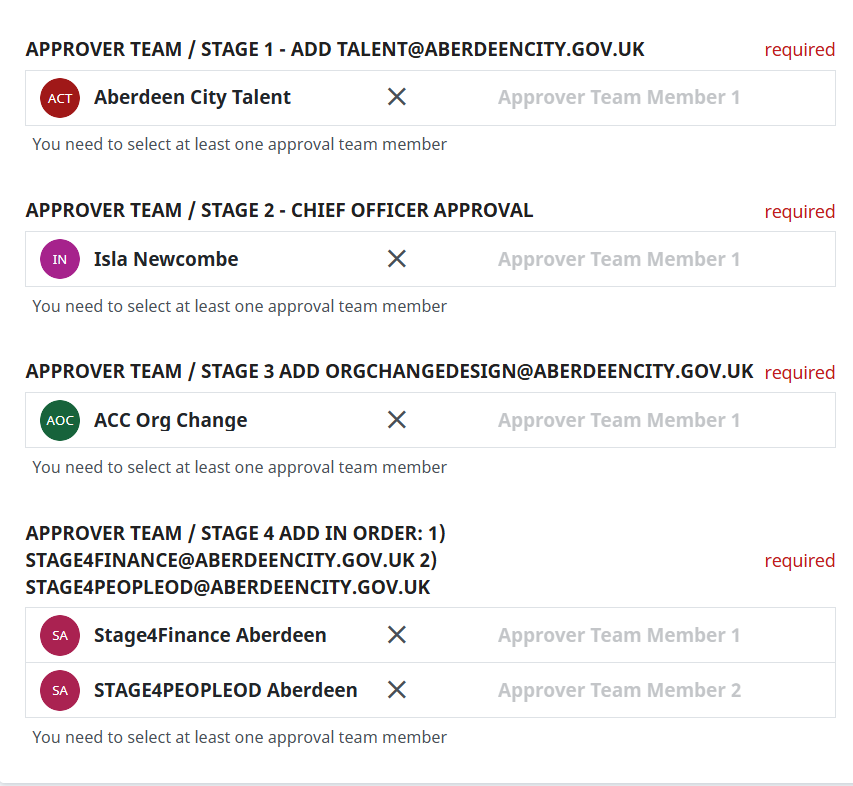 APPROVER TEAM / STAGE 1 - ADD TALENT@ABERDEENCITY.GOV.UK required
ACT Aberdeen City Talent Approver Team Member 1
You need to select at least one approval team member
APPROVER TEAM / STAGE 2 - CHIEF OFFICER APPROVAL required
IN Isla Newcombe Approver Team Member 1
You need to select at least one approval team member
APPROVER TEAM / STAGE 3 ADD ORGCHANGEDESIGN@ABERDEENCITY.GOV.UK required
AOC ACC Org Change Approver Team Member 1
You need to select at least one approval team member
APPROVER TEAM / STAGE 4 ADD IN ORDER: 1)
STAGE4FINANCE@ABERDEENCITY.GOV.UK 2) required
STAGE4PEOPLEOD@ABERDEENCITY.GOV.UK
SA Stage4Finance Aberdeen Approver Team Member 1
SA STAGE4PEOPLEOD Aberdeen Approver Team Member 2
You need to select at least one approval team member